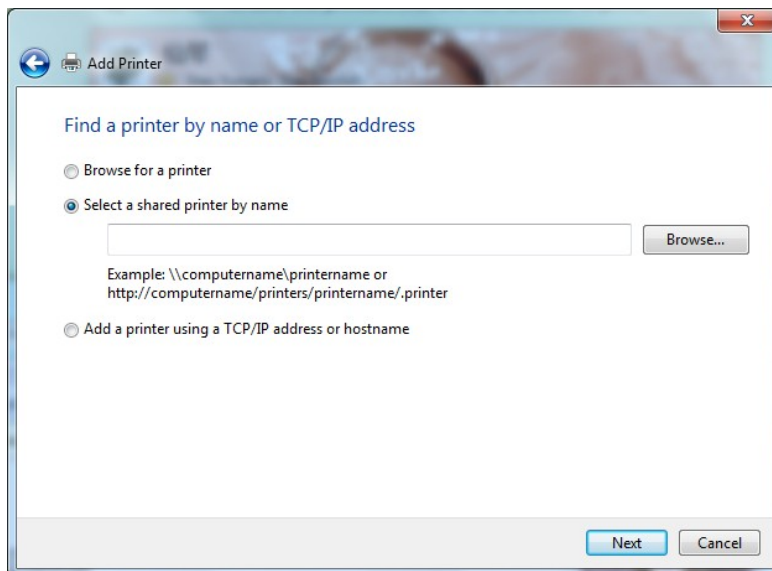 Add Printer
Find a printer by name or TCP/IP address
Browse for a printer
Select a shared printer by name
Browse...
Example: \\computername\printername or
http://computername/printers/printername/.printer
Add a printer using a TCP/IP address or hostname
Next
Cancel